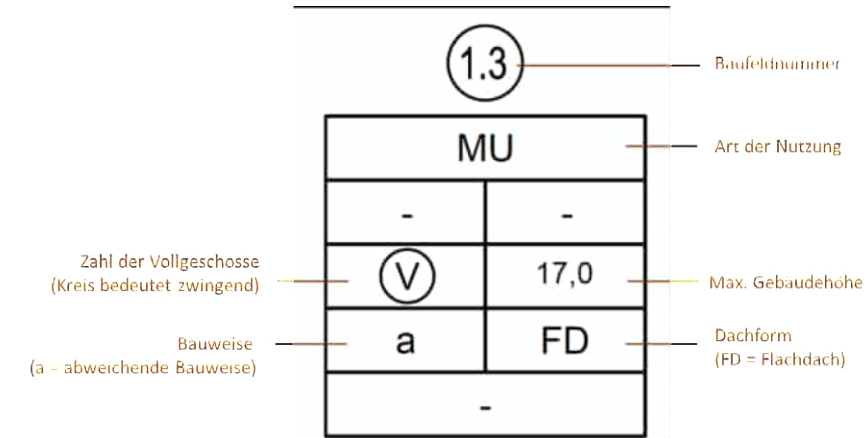 1.3
Baufeldnummer
MU
Art der Nutzung
- -
Zahl der Vollgeschosse
(Kreis bedeutet zwingend)
V 17,0
Max. Gebäudehöhe
Bauweise
(a = abweichende Bauweise)
a FD
Dachform
(FD = Flachdach)
-